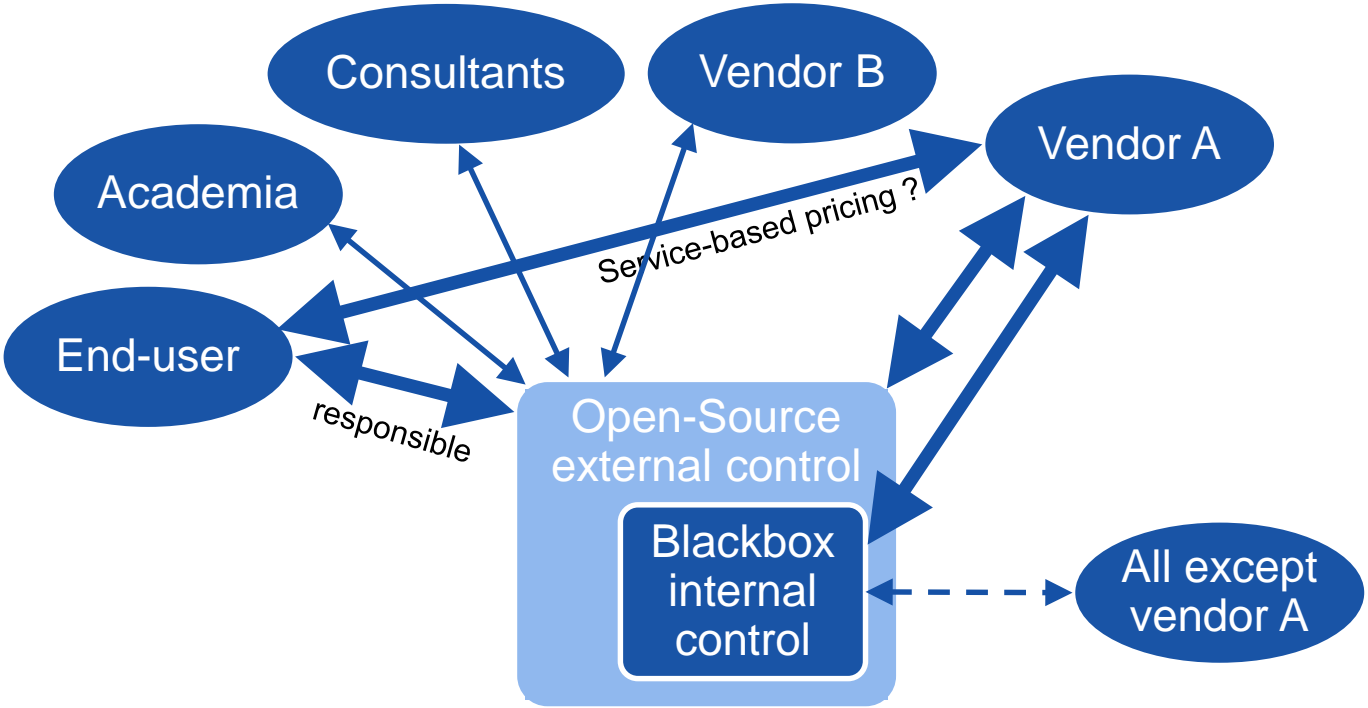 Consultants
Vendor B
Vendor A
Academia
Service-based pricing ?
End-user
responsible
Open-Source
external control
Blackbox
internal
control
All except
vendor A